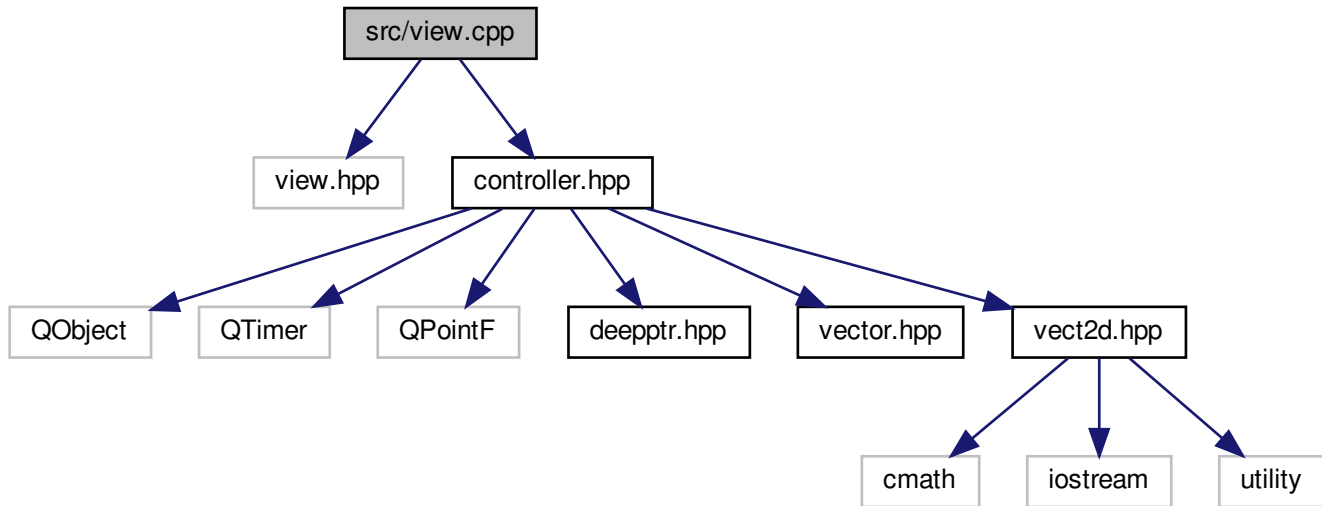 src/view.cpp
view.hpp
controller.hpp
QObject
QTimer
QPointF
deepptr.hpp
vector.hpp
vect2d.hpp
cmath
iostream
utility